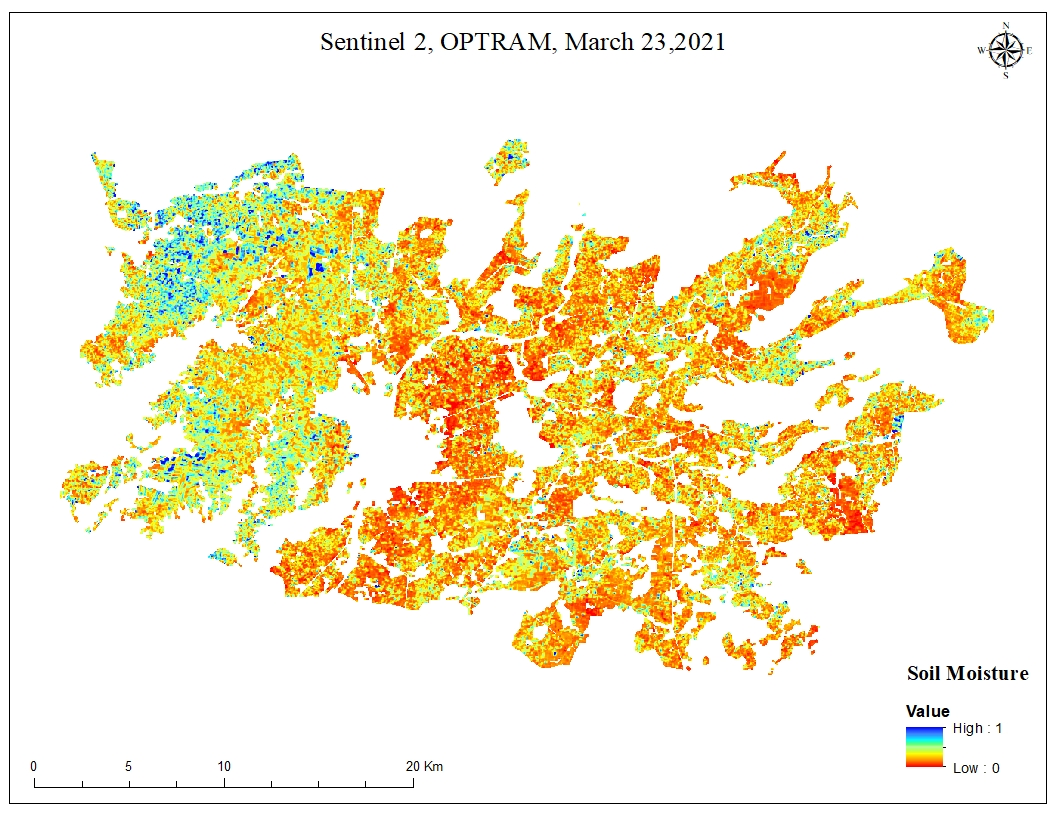 Sentinel 2, OPTRAM, March 23,2021
N
W E
S
Soil Moisture
Value
High : 1
Low : 0
0 5 10 20 Km